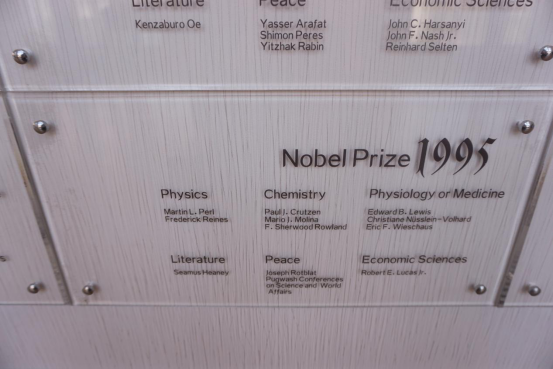 Literature Peace Economic Sciences
Kenzaburo Oe Yasser Arafat John C. Harsanyi
Shimon Peres John F. Nash Jr.
Yitzhak Rabin Reinhard Selten
Nobel Prize 1995
Physics Chemistry Physiology or Medicine
Martin L. Perl Paul J. Crutzen Edward B. Lewis
Frederick Reines Mario J. Molina Christiane Nüsslein-Volhard
F. Sherwood Rowland Eric F. Wieschaus
Literature Peace Economic Sciences
Seamus Heaney Joseph Rotblat Robert E. Lucas Jr.
Pugwash Conferences
on Science and World
Affairs